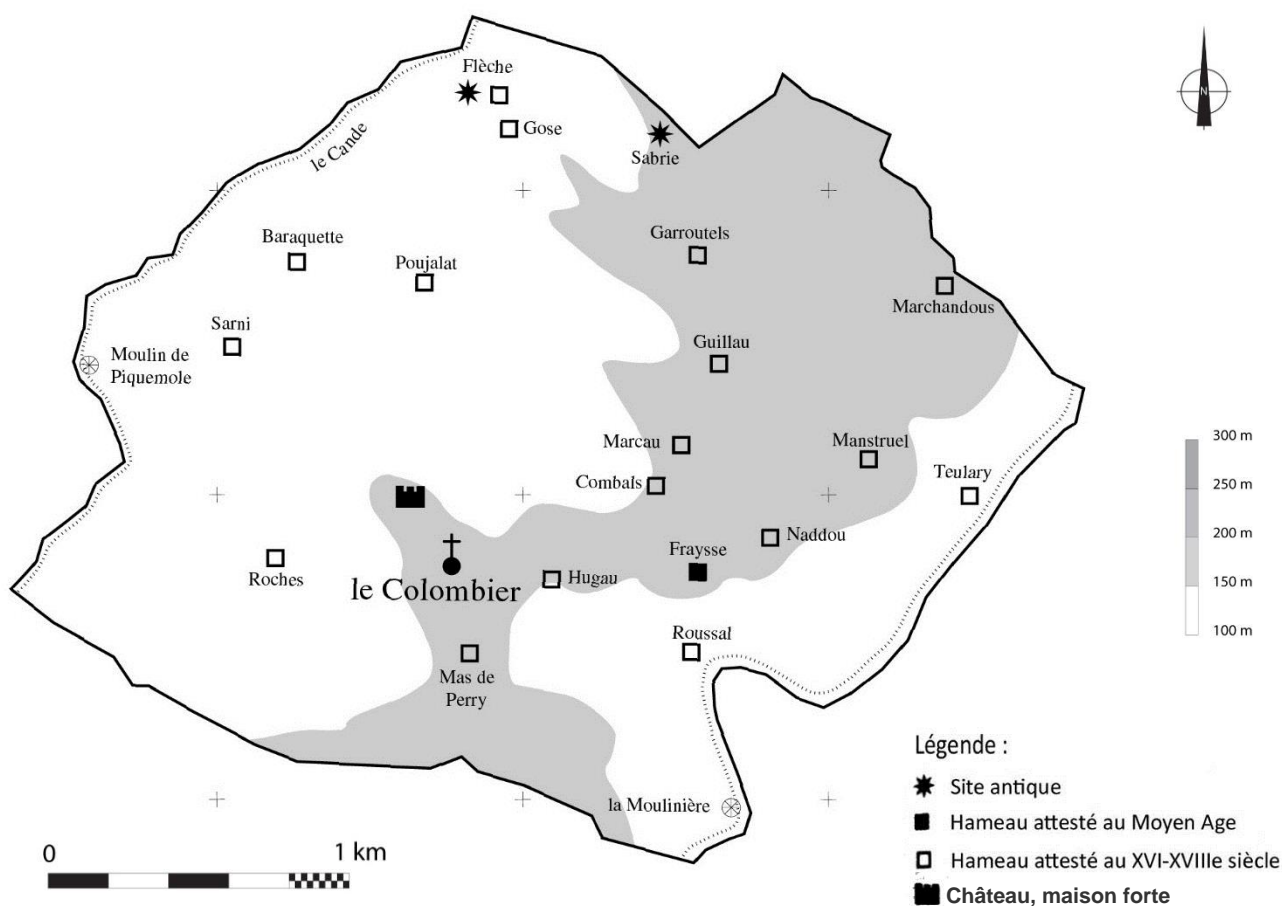 Flèche
N
Gose
le Cande
Sabrie
Baraquette
Poujalat
Garroutels
Marchandous
Sarni
Moulin de
Piquemole
Guillau
Marcau
Manstruel
Combals
Teulary
300 m
250 m
200 m
150 m
100 m
Naddou
Fraysse
Roches
le Colombier
Hugau
Roussal
Mas de
Perry
la Moulinière
Légende :
Site antique
Hameau attesté au Moyen Age
Hameau attesté au XVI-XVIIIe siècle
Château, maison forte
0 1 km